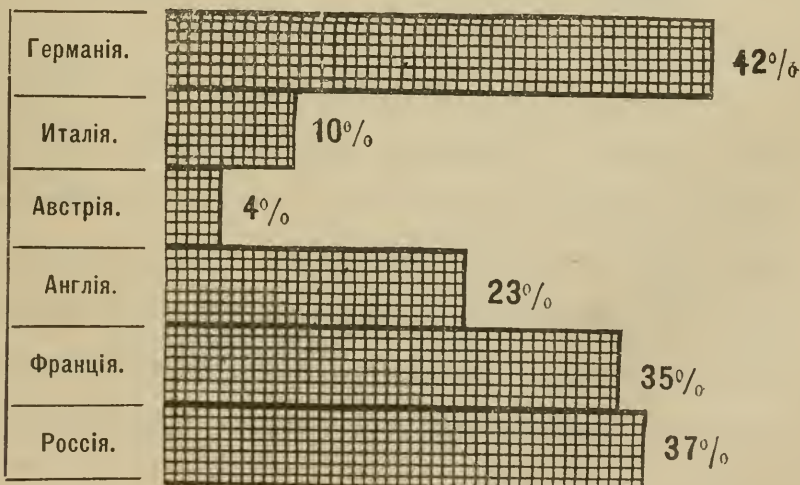 Германія. 42%
Италія. 10%
Австрія. 4%
Англія. 23%
Франція. 35%
Россія. 37%